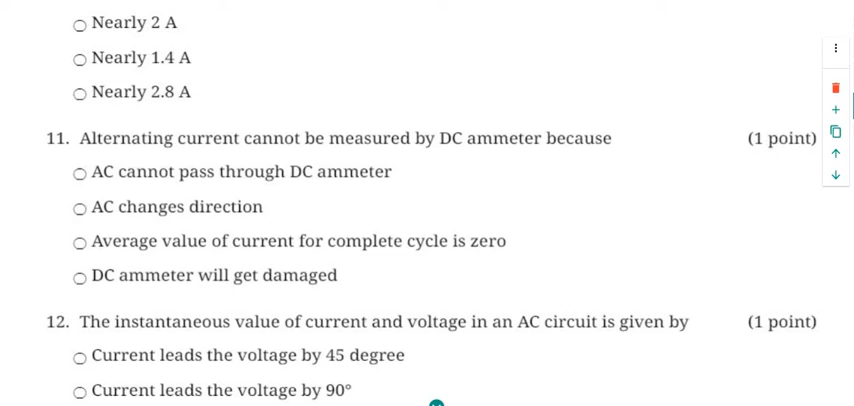 Nearly 2 A
Nearly 1.4 A
Nearly 2.8 A
11. Alternating current cannot be measured by DC ammeter because (1 point)
AC cannot pass through DC ammeter
AC changes direction
Average value of current for complete cycle is zero
DC ammeter will get damaged
12. The instantaneous value of current and voltage in an AC circuit is given by (1 point)
Current leads the voltage by 45 degree
Current leads the voltage by 90°